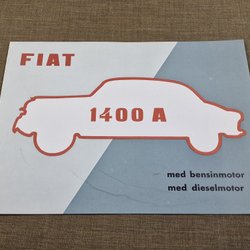 FIAT
1400 A
med bensinmotor
med dieselmotor